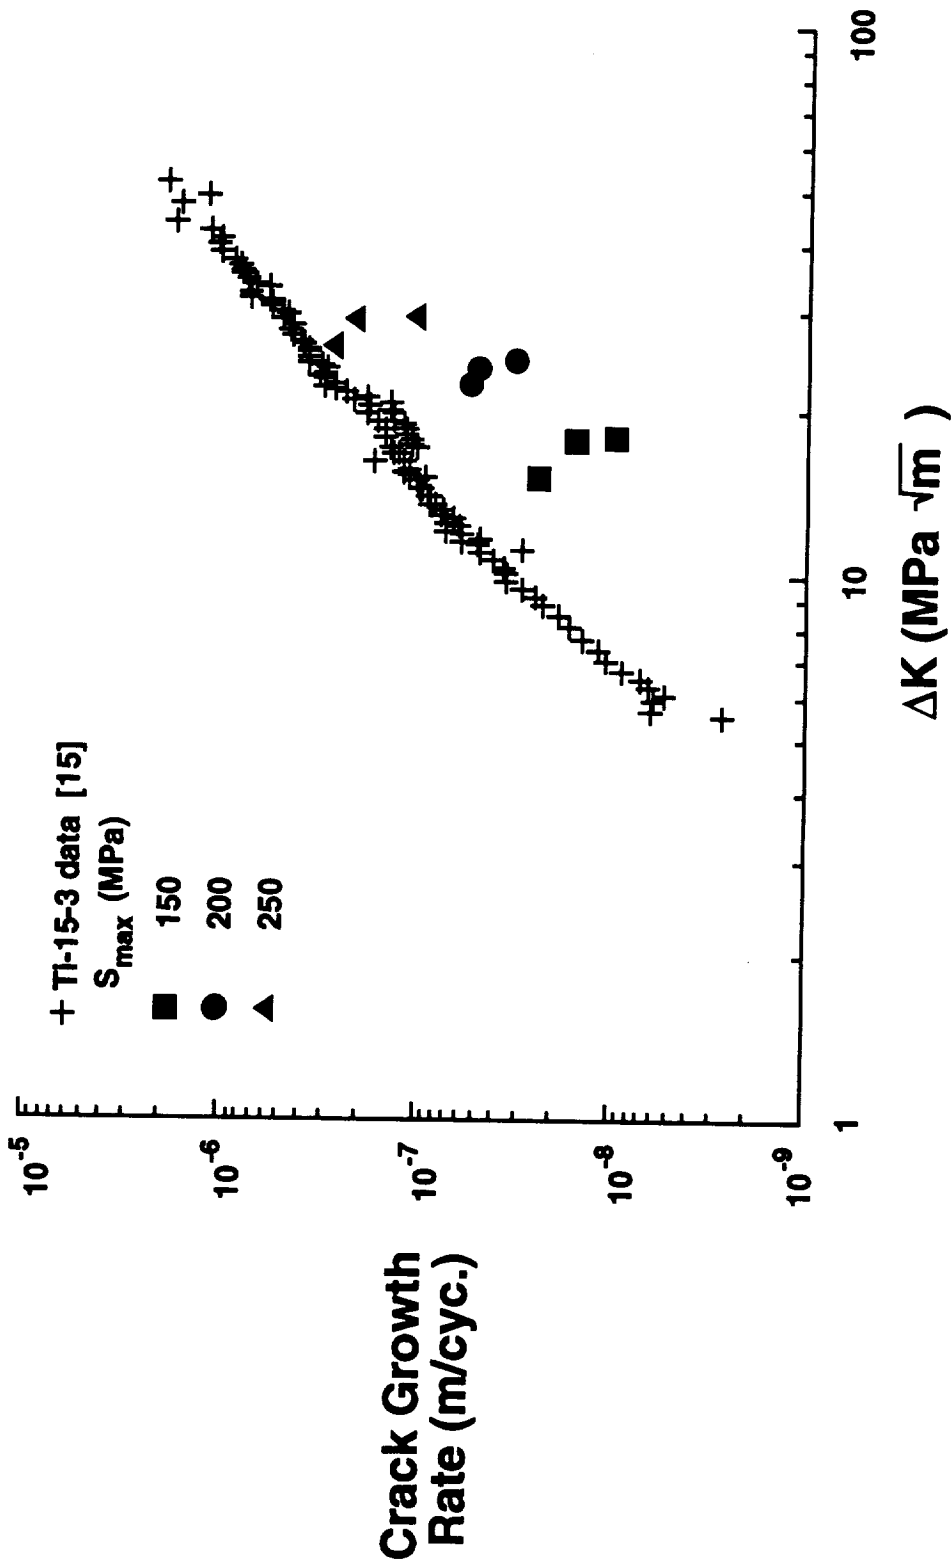 + Ti-15-3 data [15]
S_max (MPa)
■ 150
● 200
▲ 250
10^-5
10^-6
10^-7
10^-8
10^-9
Crack Growth
Rate (m/cyc.)
1
10
100
ΔK (MPa √m )